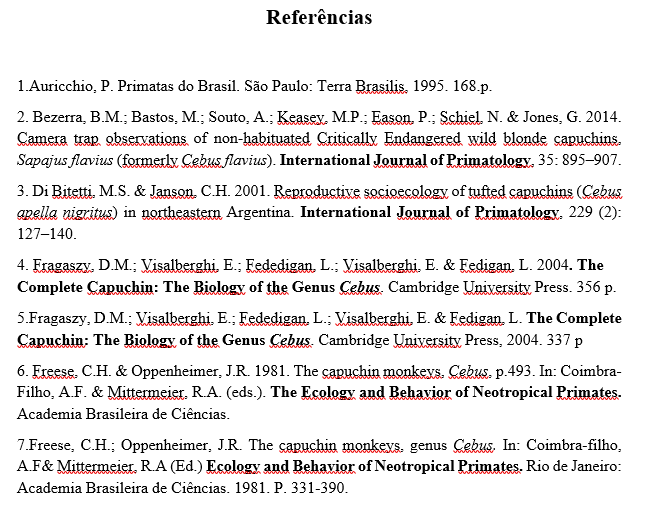 Referências
1.Auricchio, P. Primatas do Brasil. São Paulo: Terra Brasilis, 1995. 168.p.
2. Bezerra, B.M.; Bastos, M.; Souto, A.; Keasey, M.P.; Eason, P.; Schiel, N. & Jones, G. 2014.
Camera trap observations of non-habituated Critically Endangered wild blonde capuchins,
Sapajus flavius (formerly Cebus flavius). International Journal of Primatology, 35: 895–907.
3. Di Bitetti, M.S. & Janson, C.H. 2001. Reproductive socioecology of tufted capuchins (Cebus
apella nigritus) in northeastern Argentina. International Journal of Primatology, 229 (2):
127–140.
4. Fragaszy, D.M.; Visalberghi, E.; Fededigan, L.; Visalberghi, E. & Fedigan, L. 2004. The
Complete Capuchin: The Biology of the Genus Cebus. Cambridge University Press. 356 p.
5.Fragaszy, D.M.; Visalberghi, E.; Fededigan, L.; Visalberghi, E. & Fedigan, L. The Complete
Capuchin: The Biology of the Genus Cebus. Cambridge University Press, 2004. 337 p
6. Freese, C.H. & Oppenheimer, J.R. 1981. The capuchin monkeys, Cebus, p.493. In: Coimbra-
Filho, A.F. & Mittermeier, R.A. (eds.). The Ecology and Behavior of Neotropical Primates.
Academia Brasileira de Ciências.
7.Freese, C.H.; Oppenheimer, J.R. The capuchin monkeys, genus Cebus. In: Coimbra-filho,
A.F& Mittermeier, R.A (Ed.) Ecology and Behavior of Neotropical Primates. Rio de Janeiro:
Academia Brasileira de Ciências. 1981. P. 331-390.